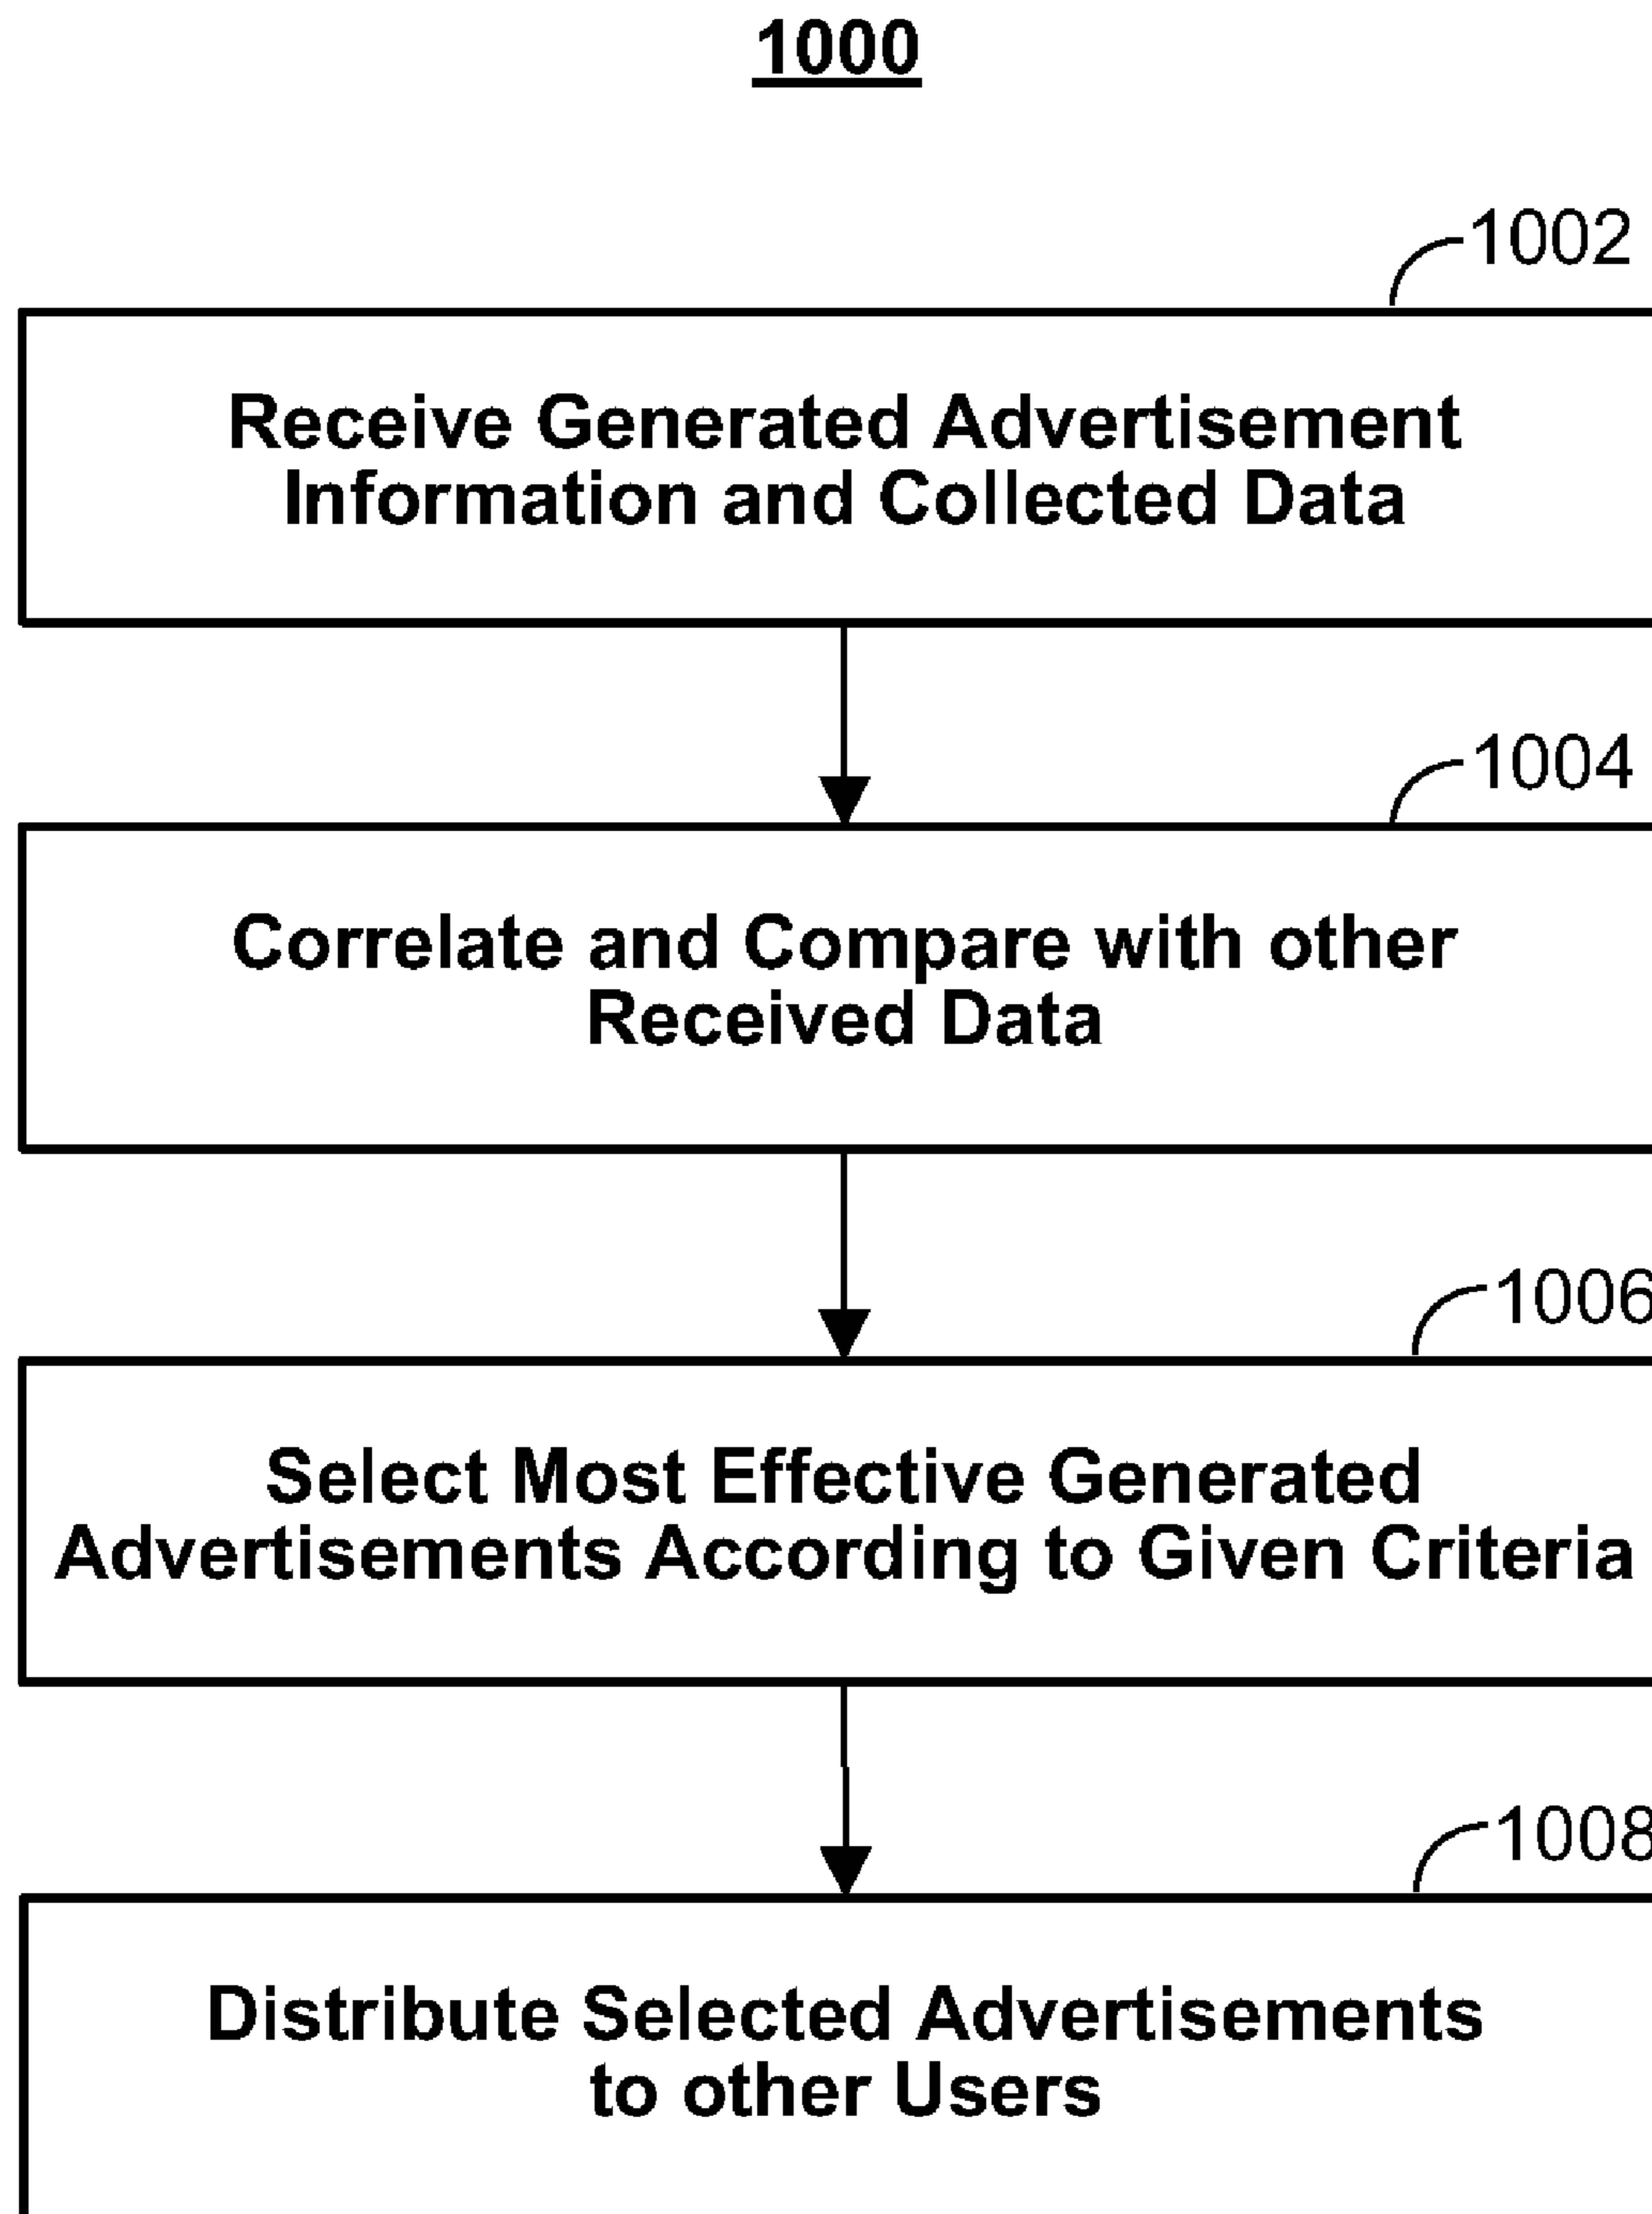 1000
1002
Receive Generated Advertisement
Information and Collected Data
1004
Correlate and Compare with other
Received Data
1006
Select Most Effective Generated
Advertisements According to Given Criteria
1008
Distribute Selected Advertisements
to other Users